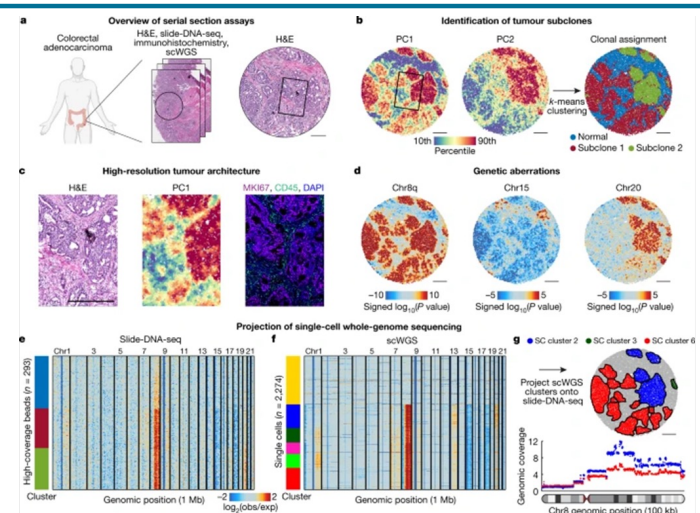 a
Overview of serial section assays
Colorectal
adenocarcinoma
H&E, slide-DNA-seq,
immunohistochemistry,
scWGS
H&E
b
Identification of tumour subclones
PC1
PC2
Clonal assignment
k-means
clustering
10th
90th
Percentile
Normal
Subclone 1
Subclone 2
c
High-resolution tumour architecture
H&E
PC1
MKI67, CD45, DAPI
d
Genetic aberrations
Chr8q
Chr15
Chr20
−10
10
−5
5
−5
5
Signed log10(P value)
Signed log10(P value)
Signed log10(P value)
Projection of single-cell whole-genome sequencing
e
Slide-DNA-seq
Chr1 3 5 7 9 11 13 15 17 19 21
High-coverage beads (n = 293)
Cluster
Genomic position (1 Mb)
−2
2
log2(obs/exp)
f
scWGS
Chr1 3 5 7 9 11 13 15 17 19 21
Single cells (n = 2,274)
Cluster
Genomic position (1 Mb)
g
SC cluster 2
SC cluster 3
SC cluster 6
Project scWGS
clusters onto
slide-DNA-seq
Genomic coverage
12
8
4
0
Chr8 genomic position (100 kb)